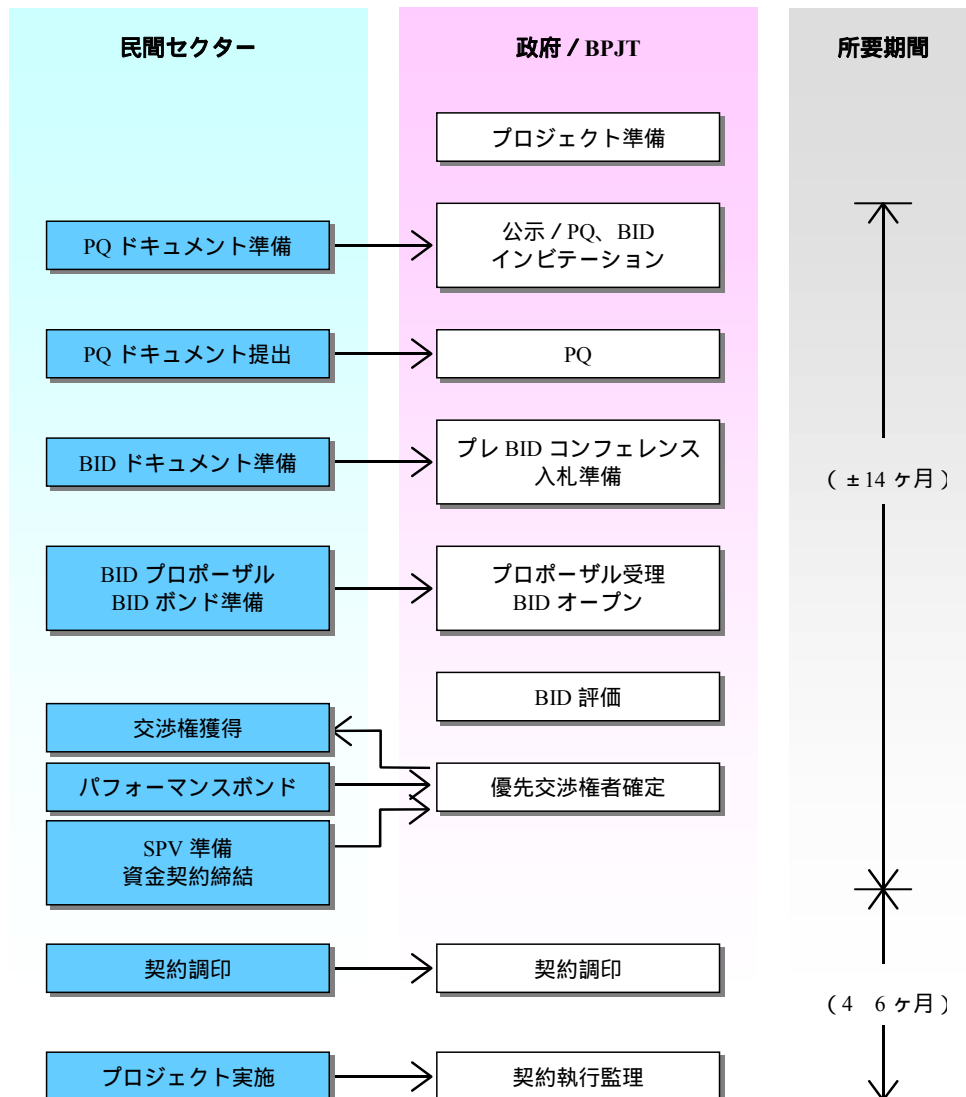 民間セクター
政府 / BPJT
所要期間
プロジェクト準備
PQ ドキュメント準備
公示 / PQ、BID
インビテーション
PQ ドキュメント提出
PQ
BID ドキュメント準備
プレ BID コンフェレンス
入札準備
( ± 14 ヶ月 )
BID プロポーザル
BID ボンド準備
プロポーザル受理
BID オープン
BID 評価
交渉権獲得
パフォーマンスボンド
優先交渉権者確定
SPV 準備
資金契約締結
契約調印
契約調印
( 4 6 ヶ月 )
プロジェクト実施
契約執行監理